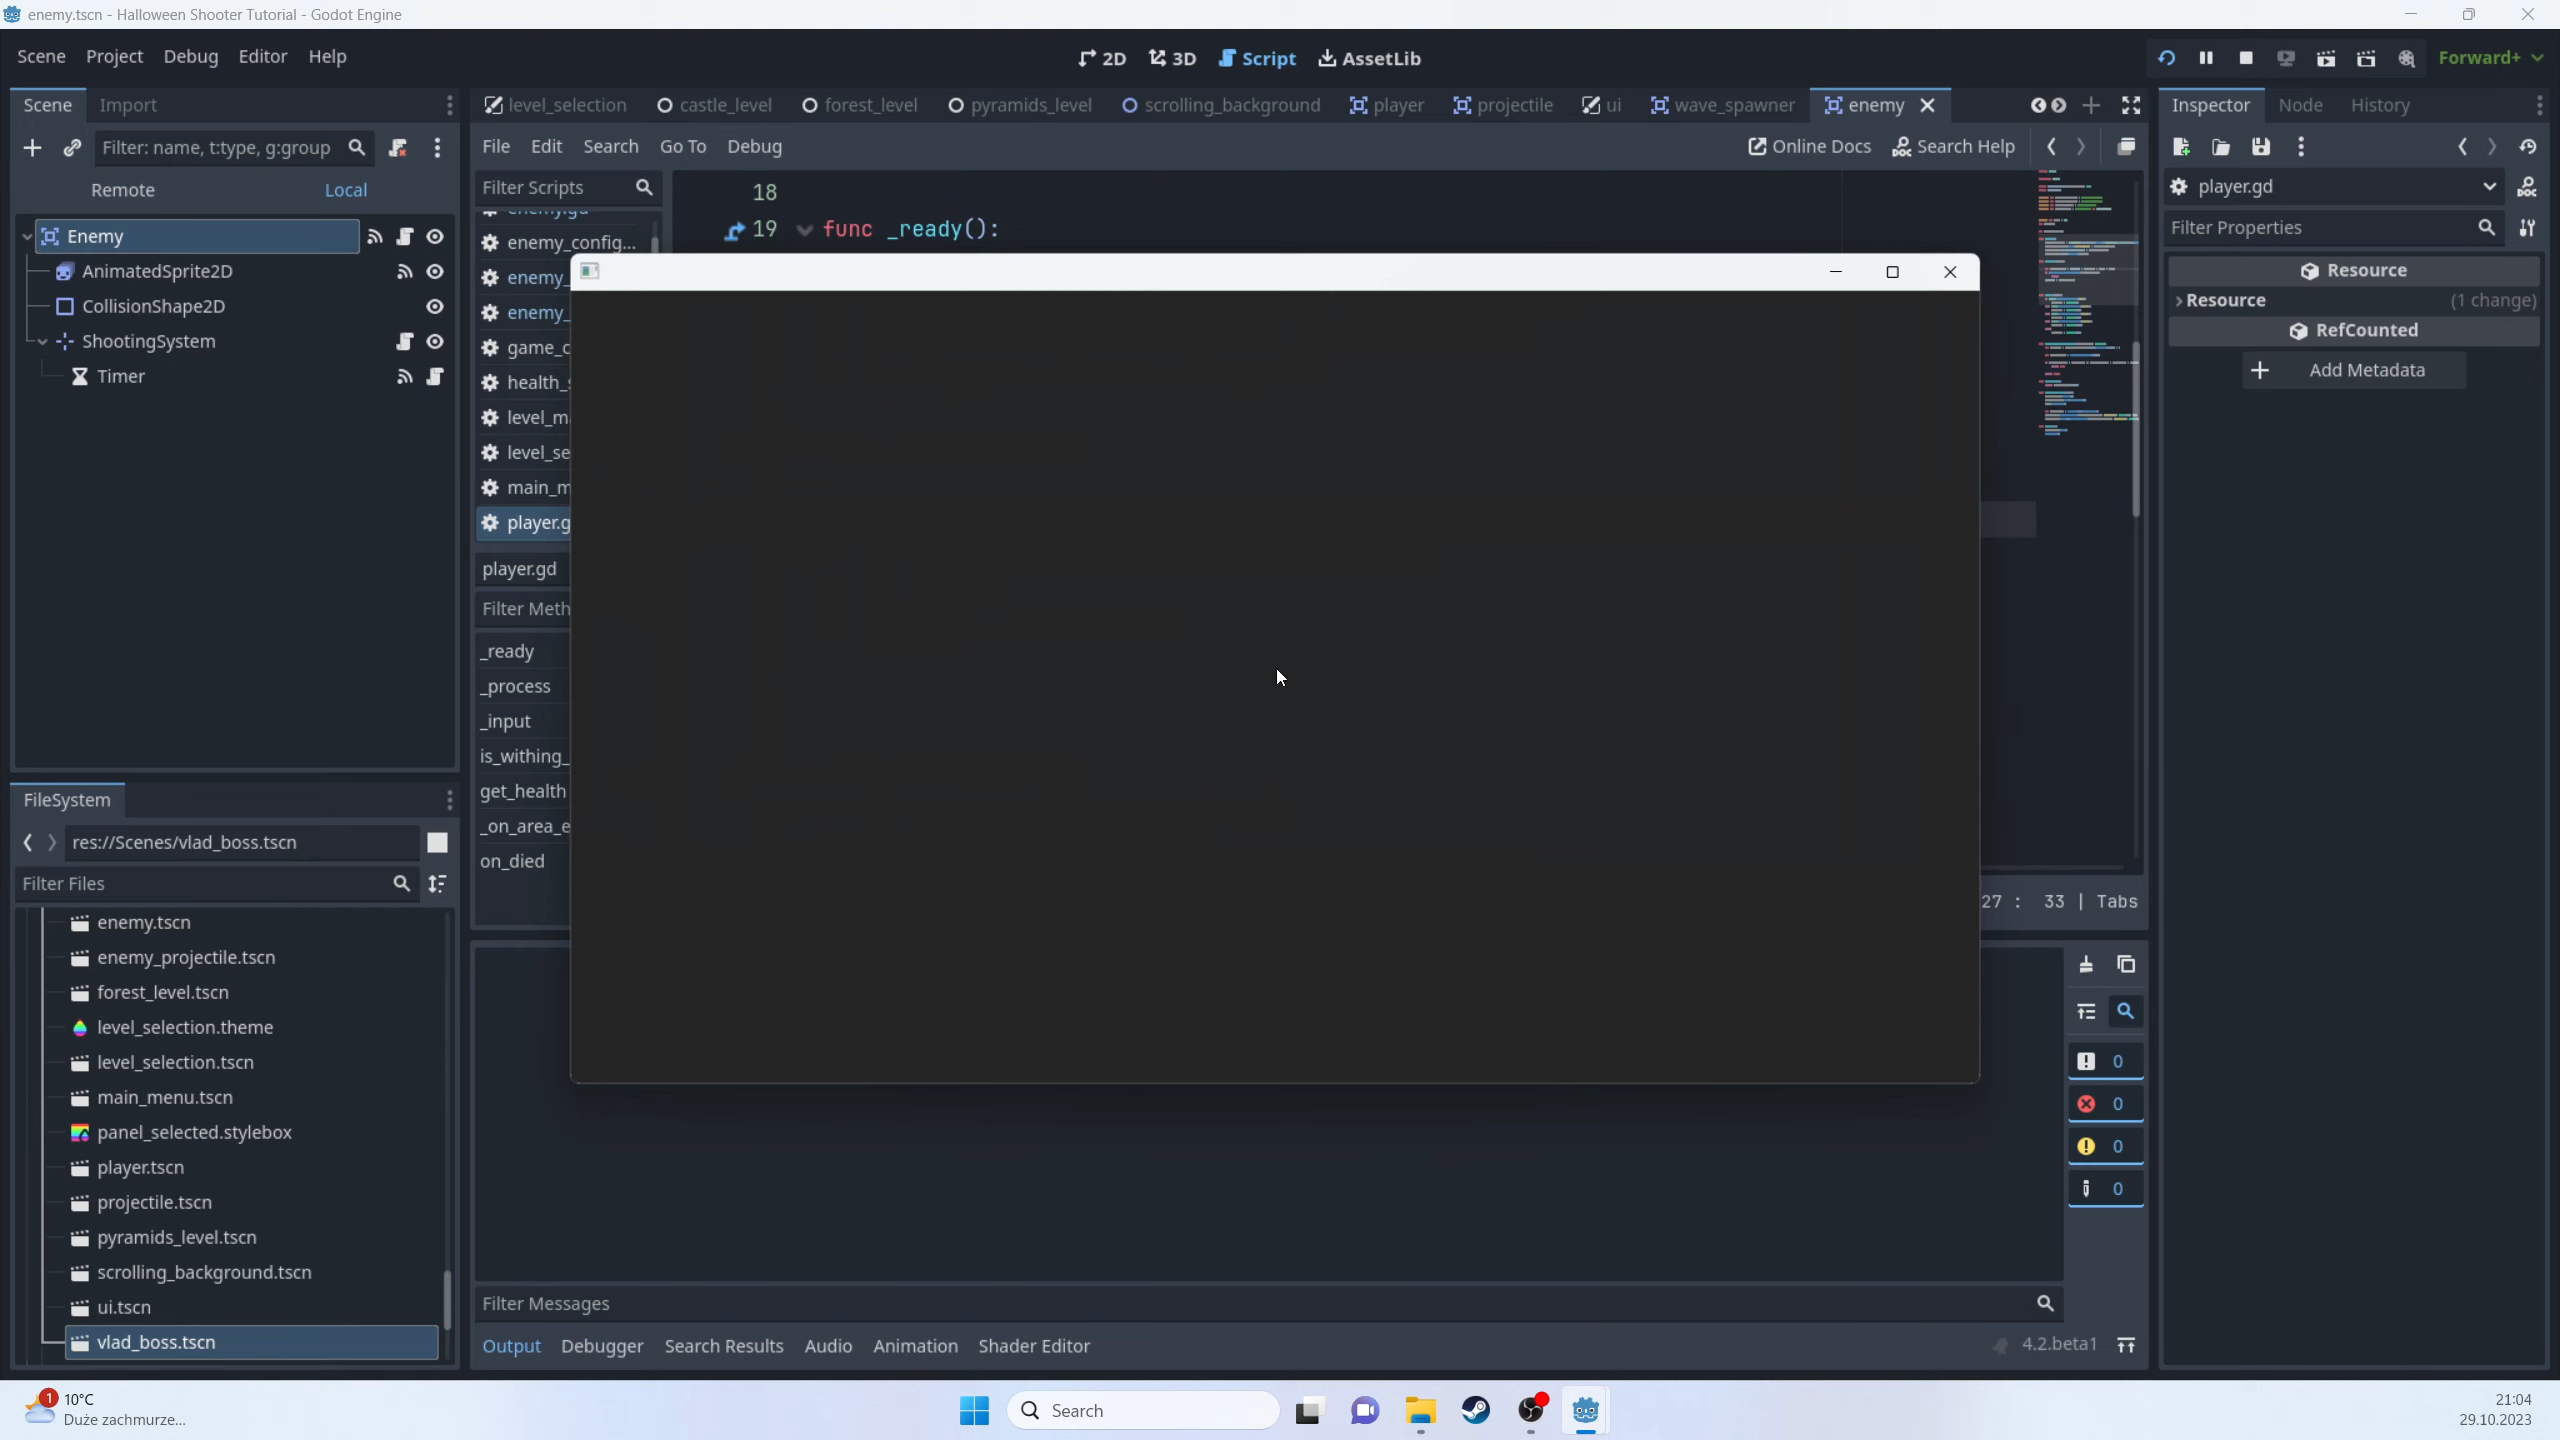 enemy.tscn - Halloween Shooter Tutorial - Godot Engine
Scene Project Debug Editor Help
2D 3D Script AssetLib
Forward+
Scene Import
level_selection castle_level forest_level pyramids_level scrolling_background player projectile ui wave_spawner enemy
Inspector Node History
Filter: name, t:type, g:group
File Edit Search Go To Debug
Online Docs Search Help
Remote Local
Filter Scripts
player.gd
Filter Properties
Enemy
AnimatedSprite2D
CollisionShape2D
ShootingSystem
Timer
18
19 func _ready():
enemy_config...
enemy_
enemy_
game_c
health_s
level_m
level_se
main_m
player.g
player.gd
Filter Meth
_ready
_process
_input
is_withing_
get_health
_on_area_e
on_died
27 : 33 | Tabs
Resource
Resource (1 change)
RefCounted
Add Metadata
FileSystem
res://Scenes/vlad_boss.tscn
Filter Files
enemy.tscn
enemy_projectile.tscn
forest_level.tscn
level_selection.theme
level_selection.tscn
main_menu.tscn
panel_selected.stylebox
player.tscn
projectile.tscn
pyramids_level.tscn
scrolling_background.tscn
ui.tscn
vlad_boss.tscn
0
0
0
0
Filter Messages
Output Debugger Search Results Audio Animation Shader Editor
4.2.beta1
1
10°C
Duże zachmurze...
Search
21:04
29.10.2023